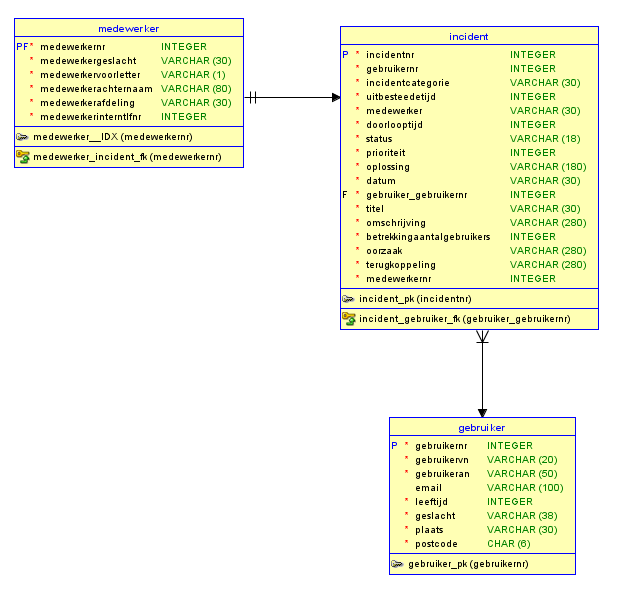 medewerker
PF * medewerkernr INTEGER
* medewerkergeslacht VARCHAR (30)
* medewerkervoorletter VARCHAR (1)
* medewerkerachternaam VARCHAR (80)
* medewerkerafdeling VARCHAR (30)
* medewerkerinterntlfnr INTEGER
medewerker__IDX (medewerkernr)
medewerker_incident_fk (medewerkernr)
incident
P * incidentnr INTEGER
* gebruikernr INTEGER
* incidentcategorie VARCHAR (30)
* uitbesteedetijd INTEGER
* medewerker VARCHAR (30)
* doorlooptijd INTEGER
* status VARCHAR (18)
* prioriteit INTEGER
* oplossing VARCHAR (180)
* datum VARCHAR (30)
F * gebruiker_gebruikernr INTEGER
* titel VARCHAR (30)
* omschrijving VARCHAR (280)
* betrekkingaantalgebruikers INTEGER
* oorzaak VARCHAR (280)
* terugkoppeling VARCHAR (280)
* medewerkernr INTEGER
incident_pk (incidentnr)
incident_gebruiker_fk (gebruiker_gebruikernr)
gebruiker
P * gebruikernr INTEGER
* gebruikervn VARCHAR (20)
* gebruikeran VARCHAR (50)
email VARCHAR (100)
* leeftijd INTEGER
* geslacht VARCHAR (38)
* plaats VARCHAR (30)
* postcode CHAR (6)
gebruiker_pk (gebruikernr)